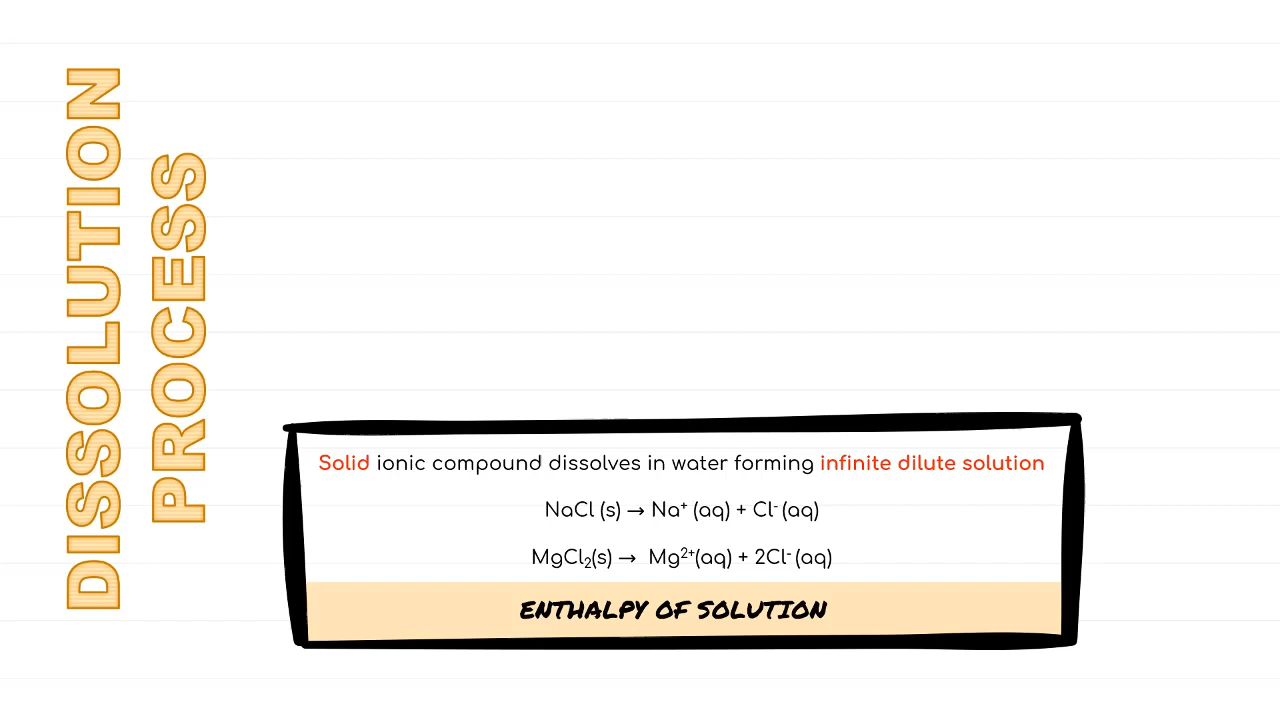 DISSOLUTION
PROCESS
Solid ionic compound dissolves in water forming infinite dilute solution
NaCl (s) → Na⁺ (aq) + Cl⁻ (aq)
MgCl₂(s) → Mg²⁺(aq) + 2Cl⁻ (aq)
ENTHALPY OF SOLUTION